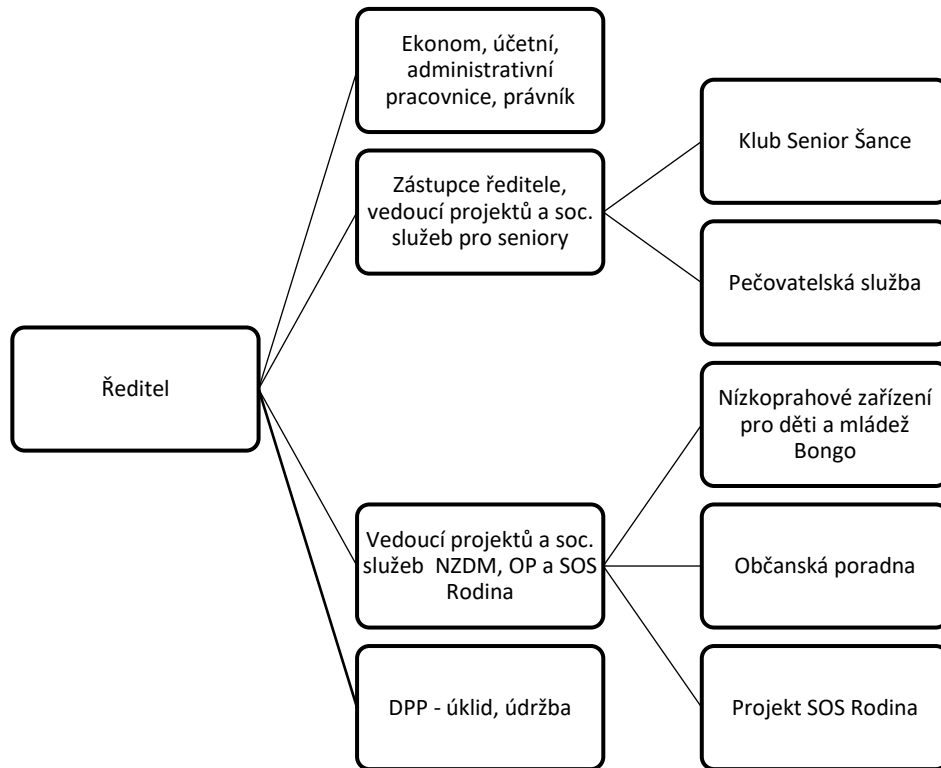 Ekonom, účetní,
administrativní
pracovnice, právník
Klub Senior Šance
Zástupce ředitele,
vedoucí projektů a soc.
služeb pro seniory
Pečovatelská služba
Ředitel
Nízkoprahové zařízení
pro děti a mládež
Bongo
Vedoucí projektů a soc.
služeb NZDM, OP a SOS
Rodina
Občanská poradna
DPP - úklid, údržba
Projekt SOS Rodina